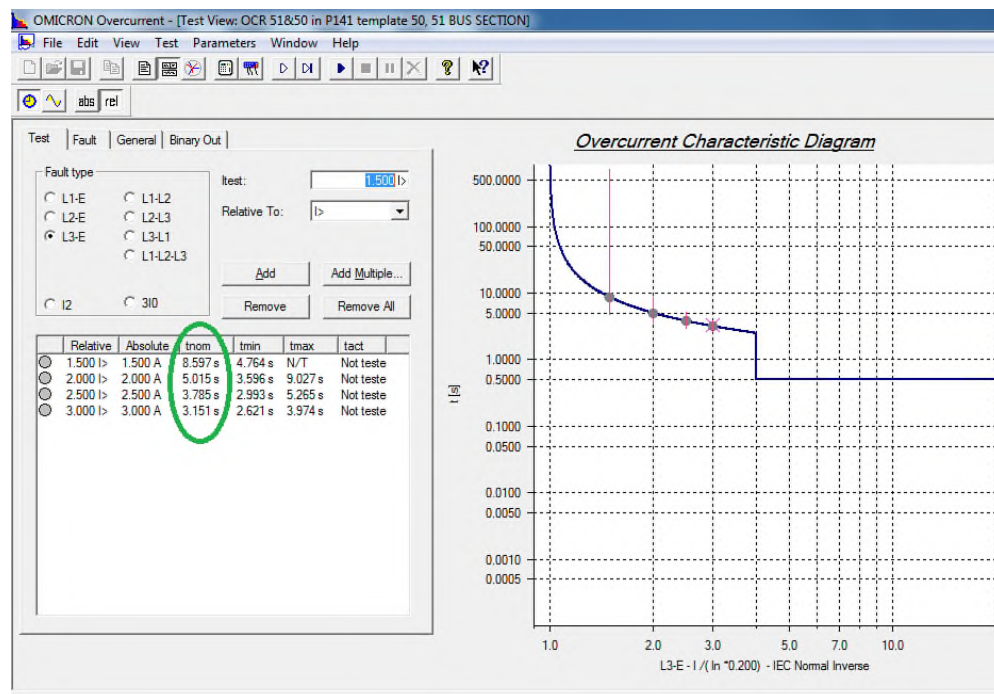 OMICRON Overcurrent - [Test View: OCR 51&50 in P141 template 50, 51 BUS SECTION]
File Edit View Test Parameters Window Help
abs rel
Test Fault General Binary Out
Fault type
L1-E L1-L2
L2-E L2-L3
L3-E L3-L1
L1-L2-L3
I2 3I0
Itest: 1.500 I>
Relative To: I>
Add Add Multiple...
Remove Remove All
Relative Absolute tnom tmin tmax tact
1.500 I> 1.500 A 8.597 s 4.764 s N/T Not teste
2.000 I> 2.000 A 5.015 s 3.596 s 9.027 s Not teste
2.500 I> 2.500 A 3.785 s 2.993 s 5.265 s Not teste
3.000 I> 3.000 A 3.151 s 2.621 s 3.974 s Not teste
Overcurrent Characteristic Diagram
500.0000
100.0000
50.0000
10.0000
5.0000
1.0000
0.5000
0.1000
0.0500
0.0100
0.0050
0.0010
0.0005
t [s]
1.0 2.0 3.0 5.0 7.0 10.0
L3-E - I /( In *0.200) - IEC Normal Inverse